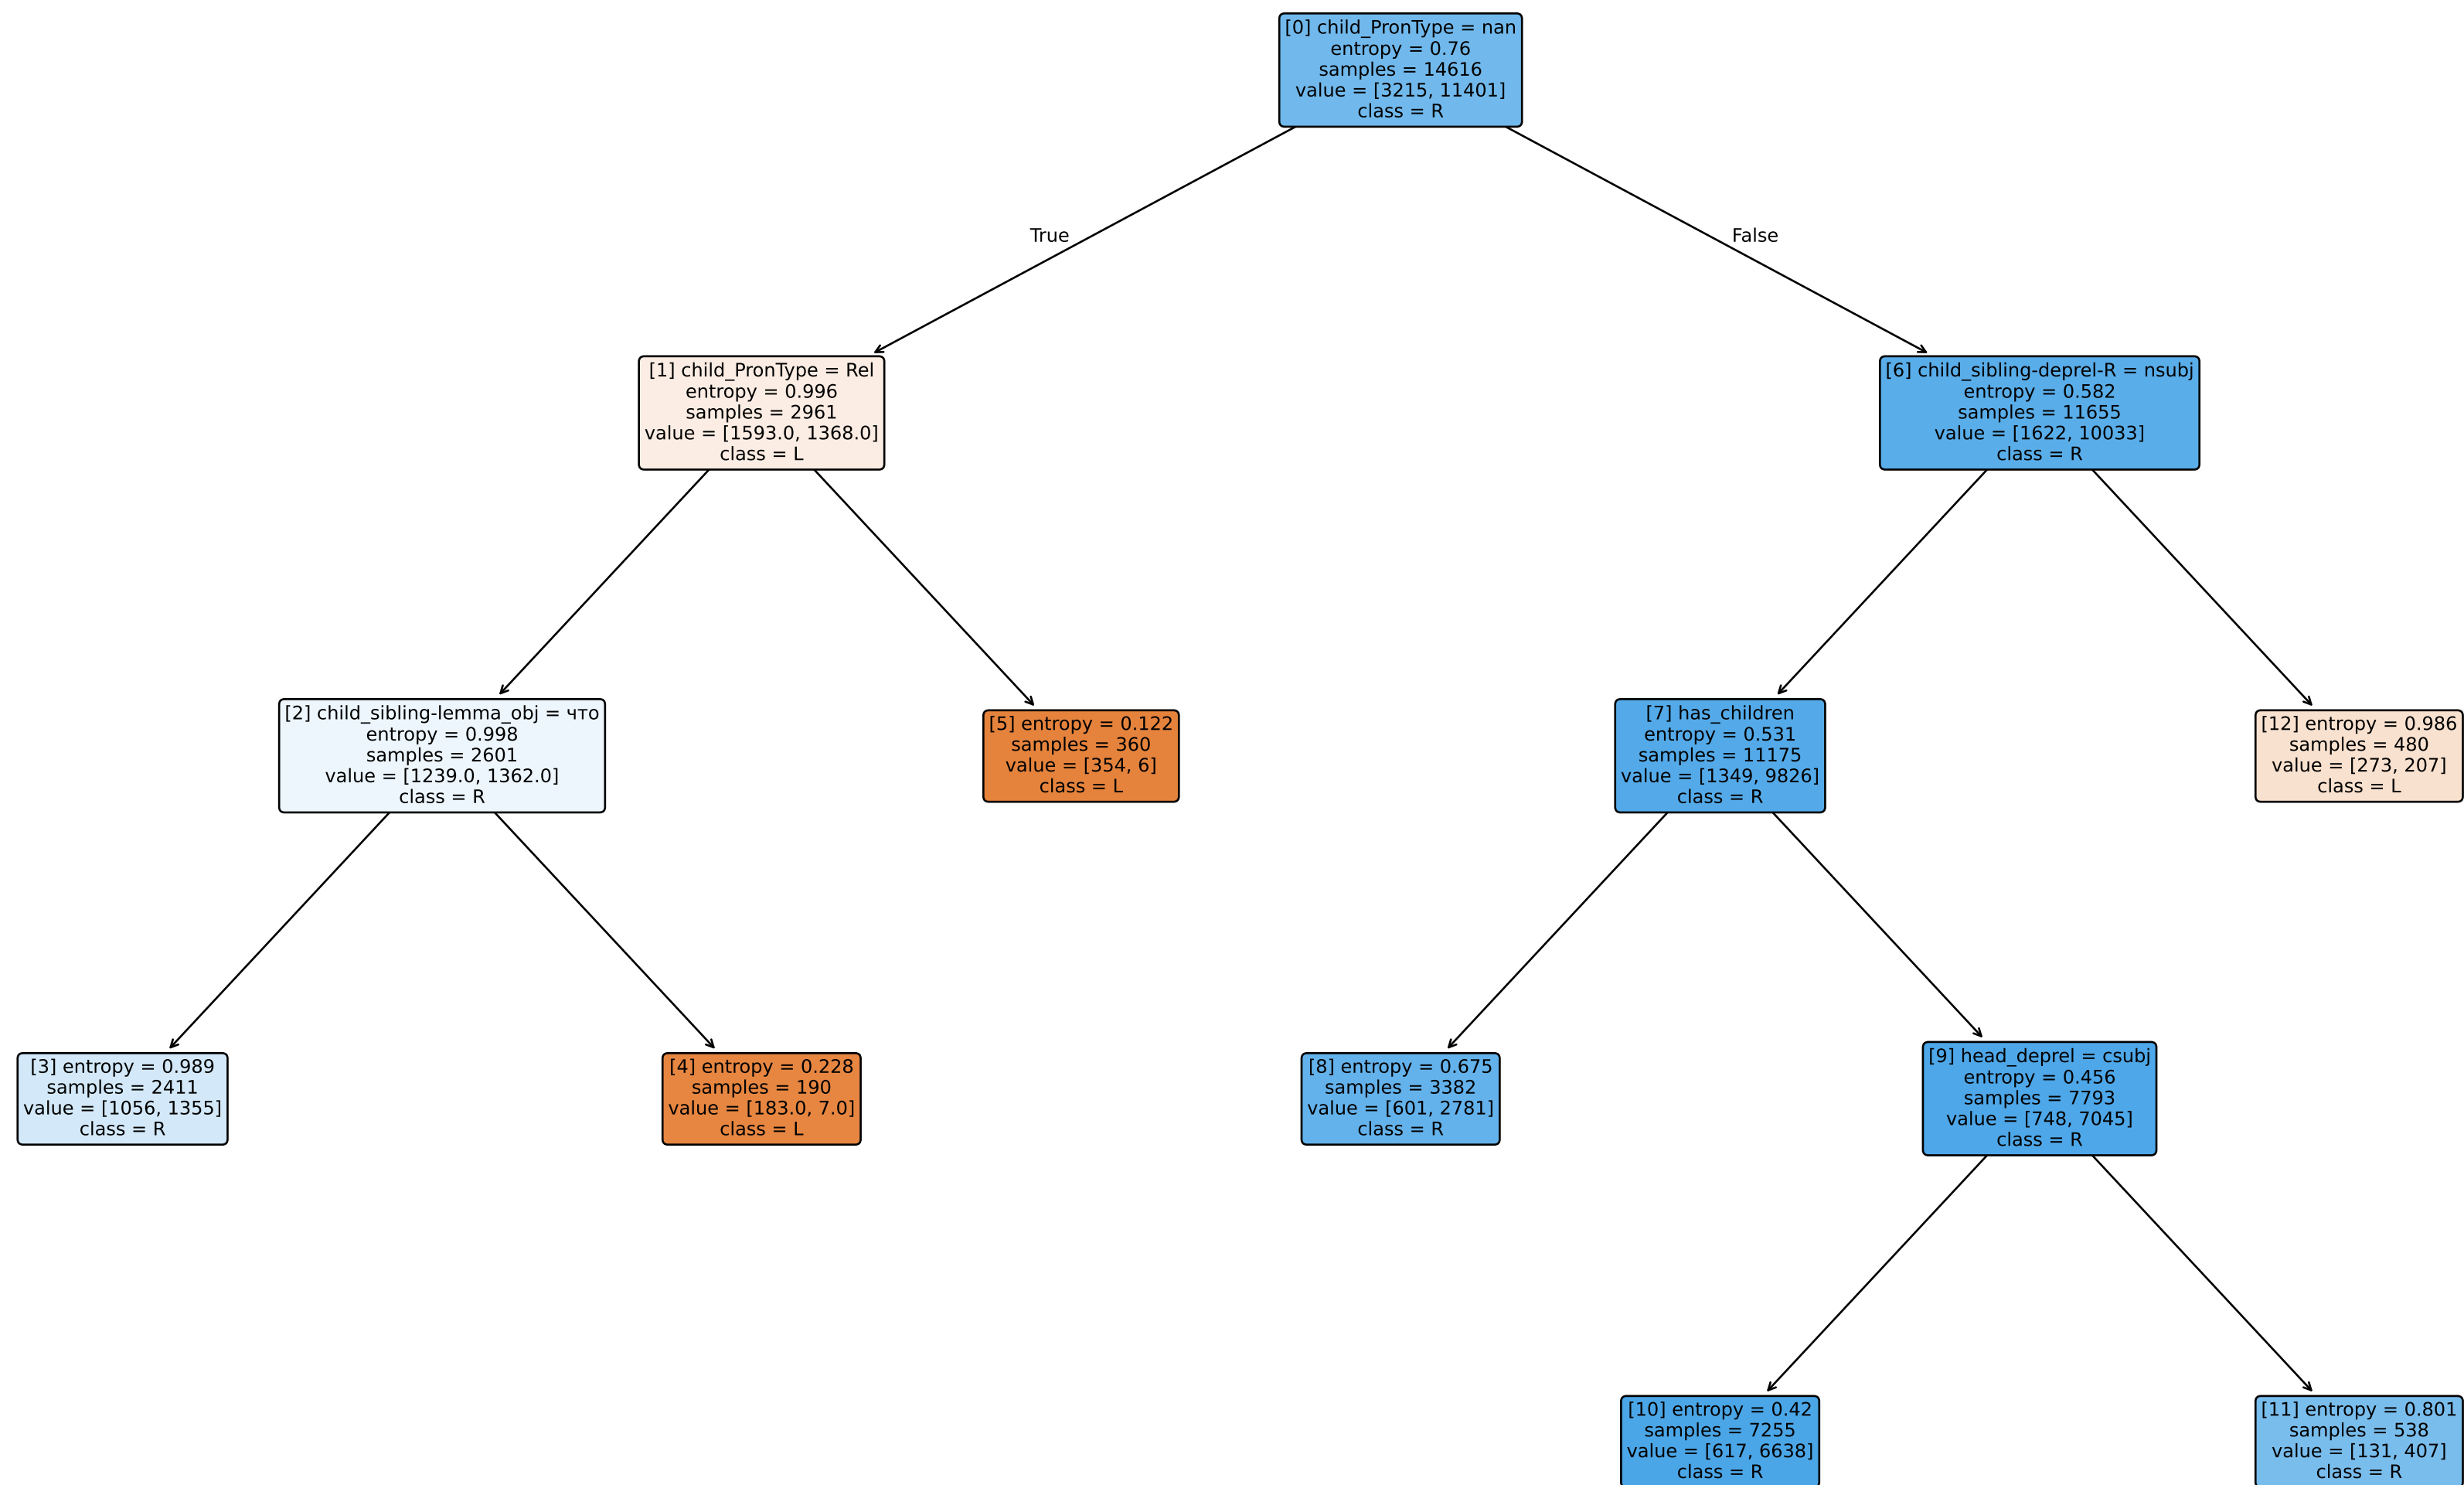 [0] child_PronType = nan
entropy = 0.76
samples = 14616
value = [3215, 11401]
class = R
True
False
[1] child_PronType = Rel
entropy = 0.996
samples = 2961
value = [1593.0, 1368.0]
class = L
[6] child_sibling-deprel-R = nsubj
entropy = 0.582
samples = 11655
value = [1622, 10033]
class = R
[2] child_sibling-lemma_obj = что
entropy = 0.998
samples = 2601
value = [1239.0, 1362.0]
class = R
[5] entropy = 0.122
samples = 360
value = [354, 6]
class = L
[7] has_children
entropy = 0.531
samples = 11175
value = [1349, 9826]
class = R
[12] entropy = 0.986
samples = 480
value = [273, 207]
class = L
[3] entropy = 0.989
samples = 2411
value = [1056, 1355]
class = R
[4] entropy = 0.228
samples = 190
value = [183.0, 7.0]
class = L
[8] entropy = 0.675
samples = 3382
value = [601, 2781]
class = R
[9] head_deprel = csubj
entropy = 0.456
samples = 7793
value = [748, 7045]
class = R
[10] entropy = 0.42
samples = 7255
value = [617, 6638]
class = R
[11] entropy = 0.801
samples = 538
value = [131, 407]
class = R